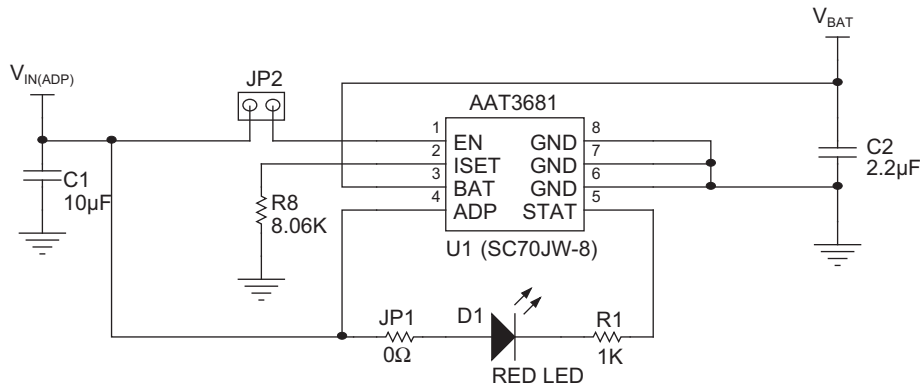 V_BAT
V_IN(ADP)
JP2
AAT3681
1 EN GND 8
2 ISET GND 7
3 BAT GND 6
4 ADP STAT 5
U1 (SC70JW-8)
C1
10µF
R8
8.06K
C2
2.2µF
JP1
0Ω
D1
RED LED
R1
1K